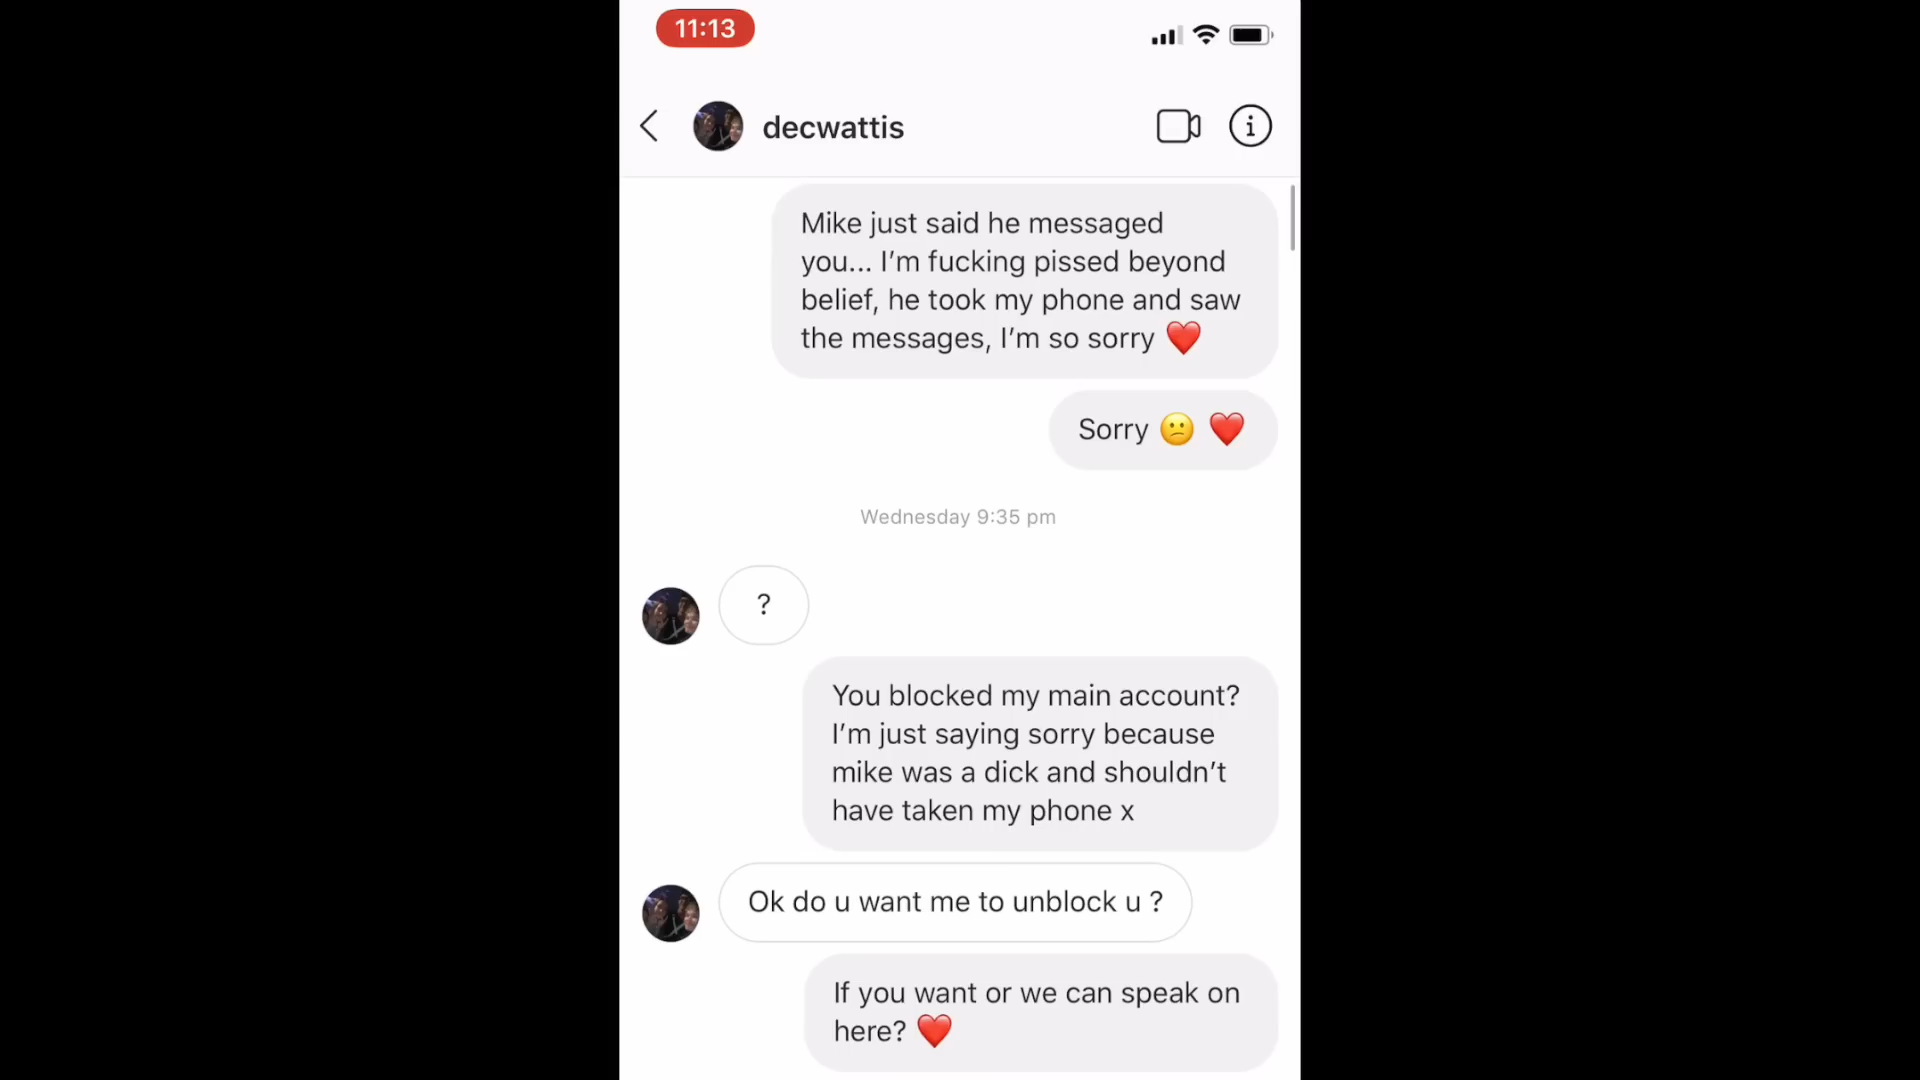 11:13
decwattis
Mike just said he messaged
you... I'm fucking pissed beyond
belief, he took my phone and saw
the messages, I'm so sorry ❤️
Sorry 😕 ❤️
Wednesday 9:35 pm
?
You blocked my main account?
I'm just saying sorry because
mike was a dick and shouldn't
have taken my phone x
Ok do u want me to unblock u ?
If you want or we can speak on
here? ❤️